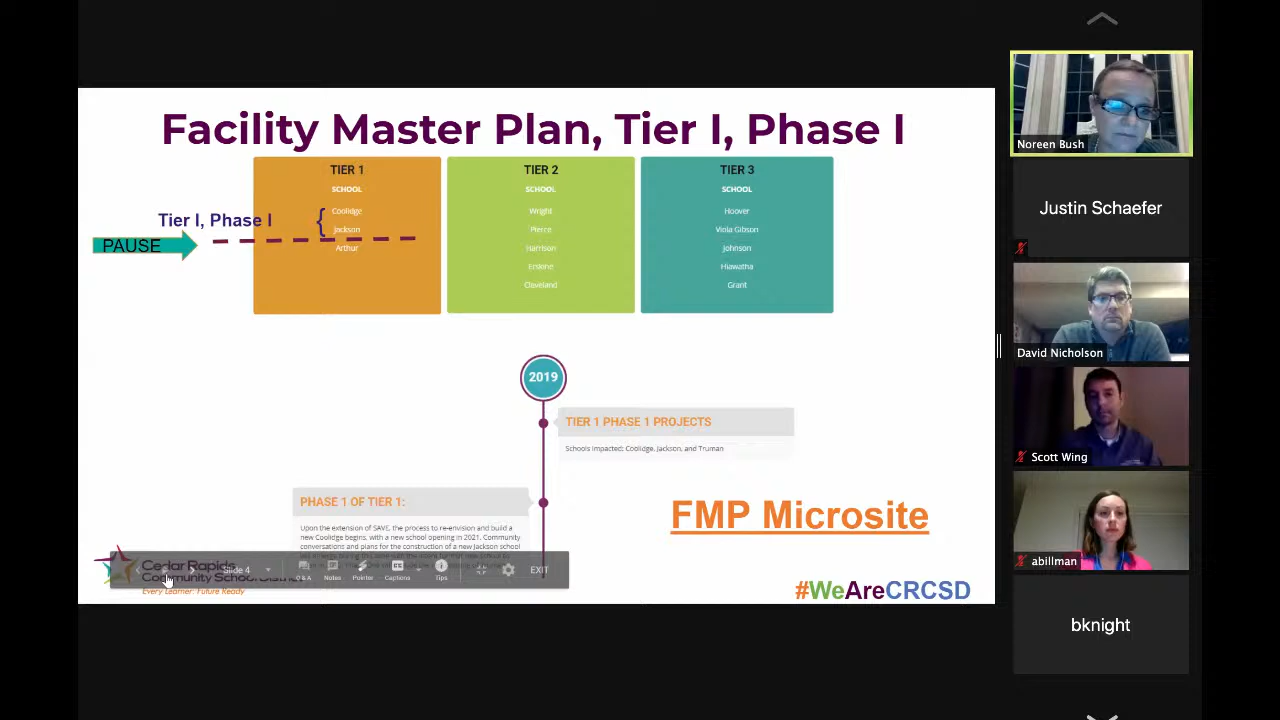 Facility Master Plan, Tier I, Phase I
TIER 1
SCHOOL
Coolidge
Jackson
Arthur
Tier I, Phase I
{
PAUSE
TIER 2
SCHOOL
Wright
Pierce
Harrison
Erskine
Cleveland
TIER 3
SCHOOL
Hoover
Viola Gibson
Johnson
Hiawatha
Grant
2019
TIER 1 PHASE 1 PROJECTS
Schools impacted: Coolidge, Jackson, and Truman
PHASE 1 OF TIER 1:
Upon the extension of SAVE, the process to re-envision and build a
new Coolidge begins, with a new school opening in 2021. Community
conversations and plans for the construction of a new Jackson school
FMP Microsite
Cedar Rapids
Community School District
Every Learner: Future Ready
Slide 4
Q & A
Notes
Pointer
Captions
Tips
EXIT
#WeAreCRCSD
Noreen Bush
Justin Schaefer
David Nicholson
Scott Wing
abillman
bknight